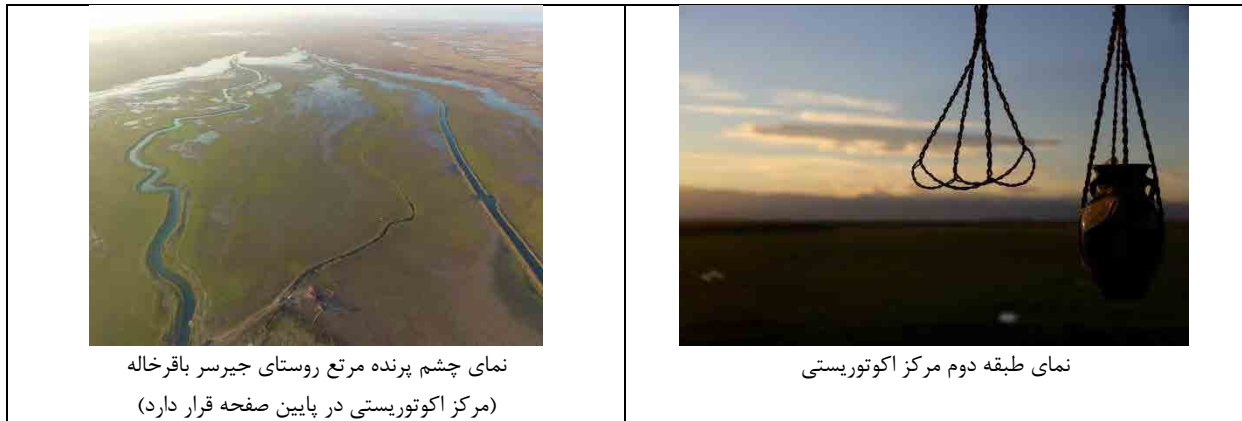 نمای طبقه دوم مرکز اکوتوریستی
نمای چشم پرنده مرتع روستای جیرسر باقرخاله
(مرکز اکوتوریستی در پایین صفحه قرار دارد)